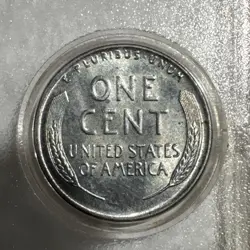 E PLURIBUS UNUM
ONE
CENT
UNITED STATES
OF AMERICA